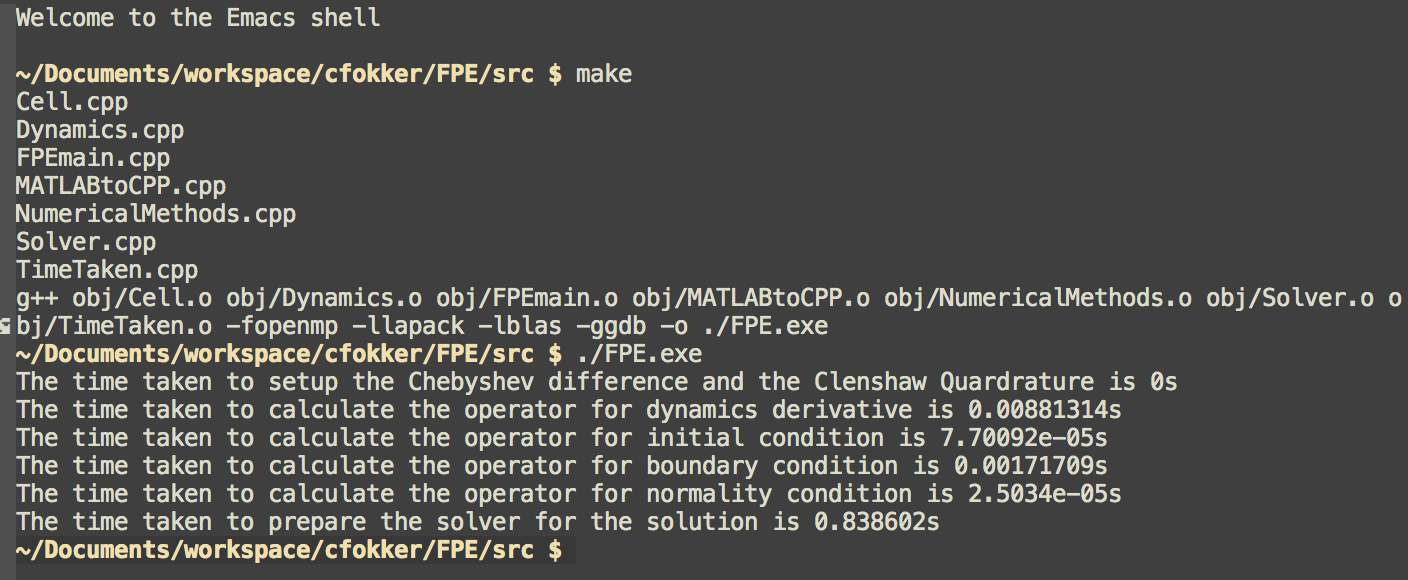 Welcome to the Emacs shell
~/Documents/workspace/cfokker/FPE/src $ make
Cell.cpp
Dynamics.cpp
FPEmain.cpp
MATLABtoCPP.cpp
NumericalMethods.cpp
Solver.cpp
TimeTaken.cpp
g++ obj/Cell.o obj/Dynamics.o obj/FPEmain.o obj/MATLABtoCPP.o obj/NumericalMethods.o obj/Solver.o o
bj/TimeTaken.o -fopenmp -llapack -lblas -ggdb -o ./FPE.exe
~/Documents/workspace/cfokker/FPE/src $ ./FPE.exe
The time taken to setup the Chebyshev difference and the Clenshaw Quardrature is 0s
The time taken to calculate the operator for dynamics derivative is 0.00881314s
The time taken to calculate the operator for initial condition is 7.70092e-05s
The time taken to calculate the operator for boundary condition is 0.00171709s
The time taken to calculate the operator for normality condition is 2.5034e-05s
The time taken to prepare the solver for the solution is 0.838602s
~/Documents/workspace/cfokker/FPE/src $